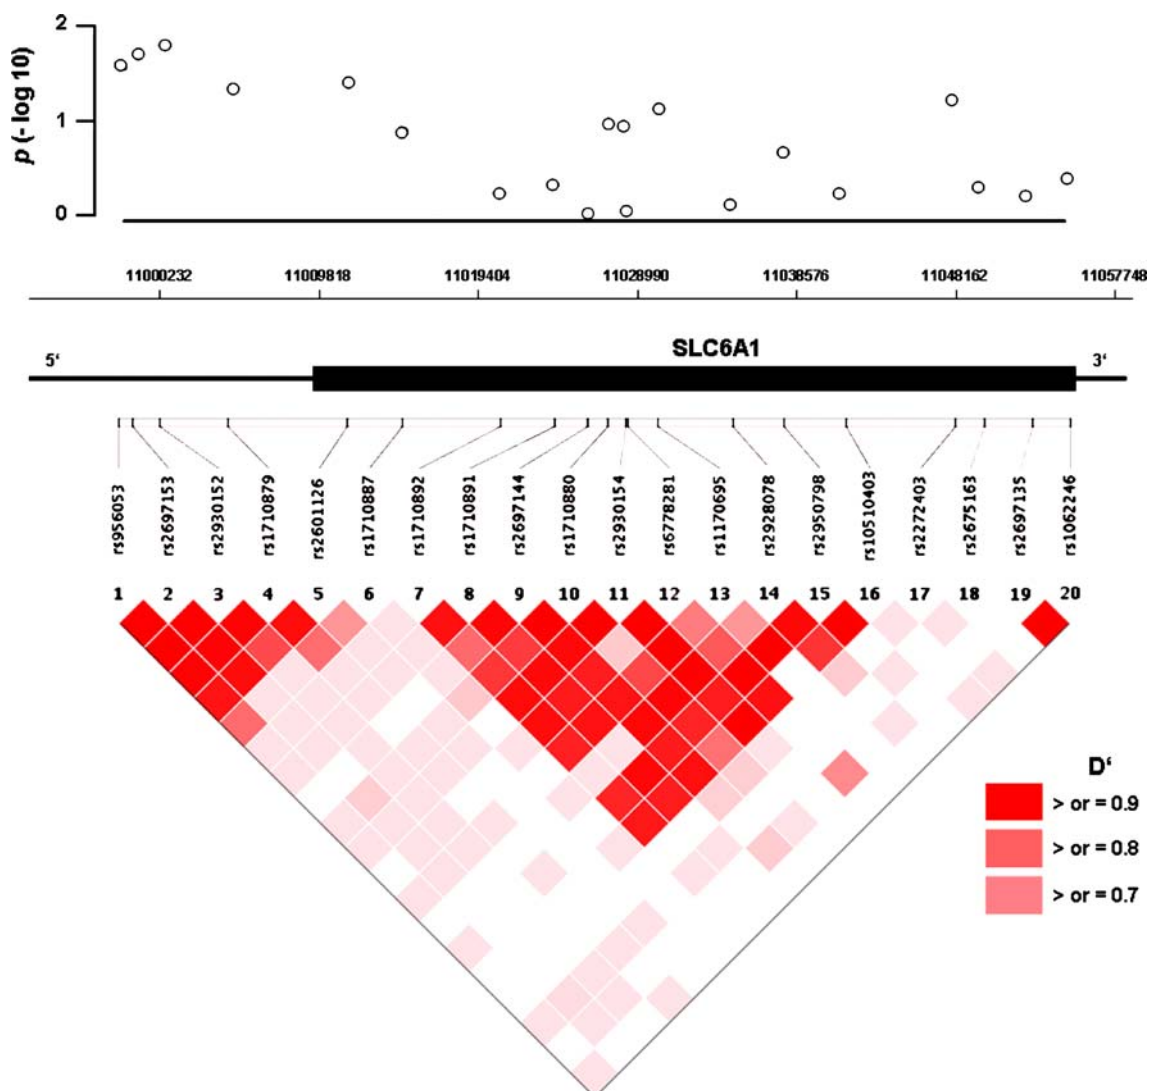 2
1
0
p (- log 10)
11000232 11009818 11019404 11028990 11038576 11048162 11057748
SLC6A1
5‘ 3‘
rs956053 rs2697153 rs2930152 rs1710879 rs2601126 rs1710887 rs1710892 rs1710891 rs2697144 rs1710880 rs2930154 rs6778281 rs1170695 rs2928078 rs2950798 rs10510403 rs2272403 rs2675163 rs2697135 rs1062246
1 2 3 4 5 6 7 8 9 10 11 12 13 14 15 16 17 18 19 20
D‘
> or = 0.9
> or = 0.8
> or = 0.7